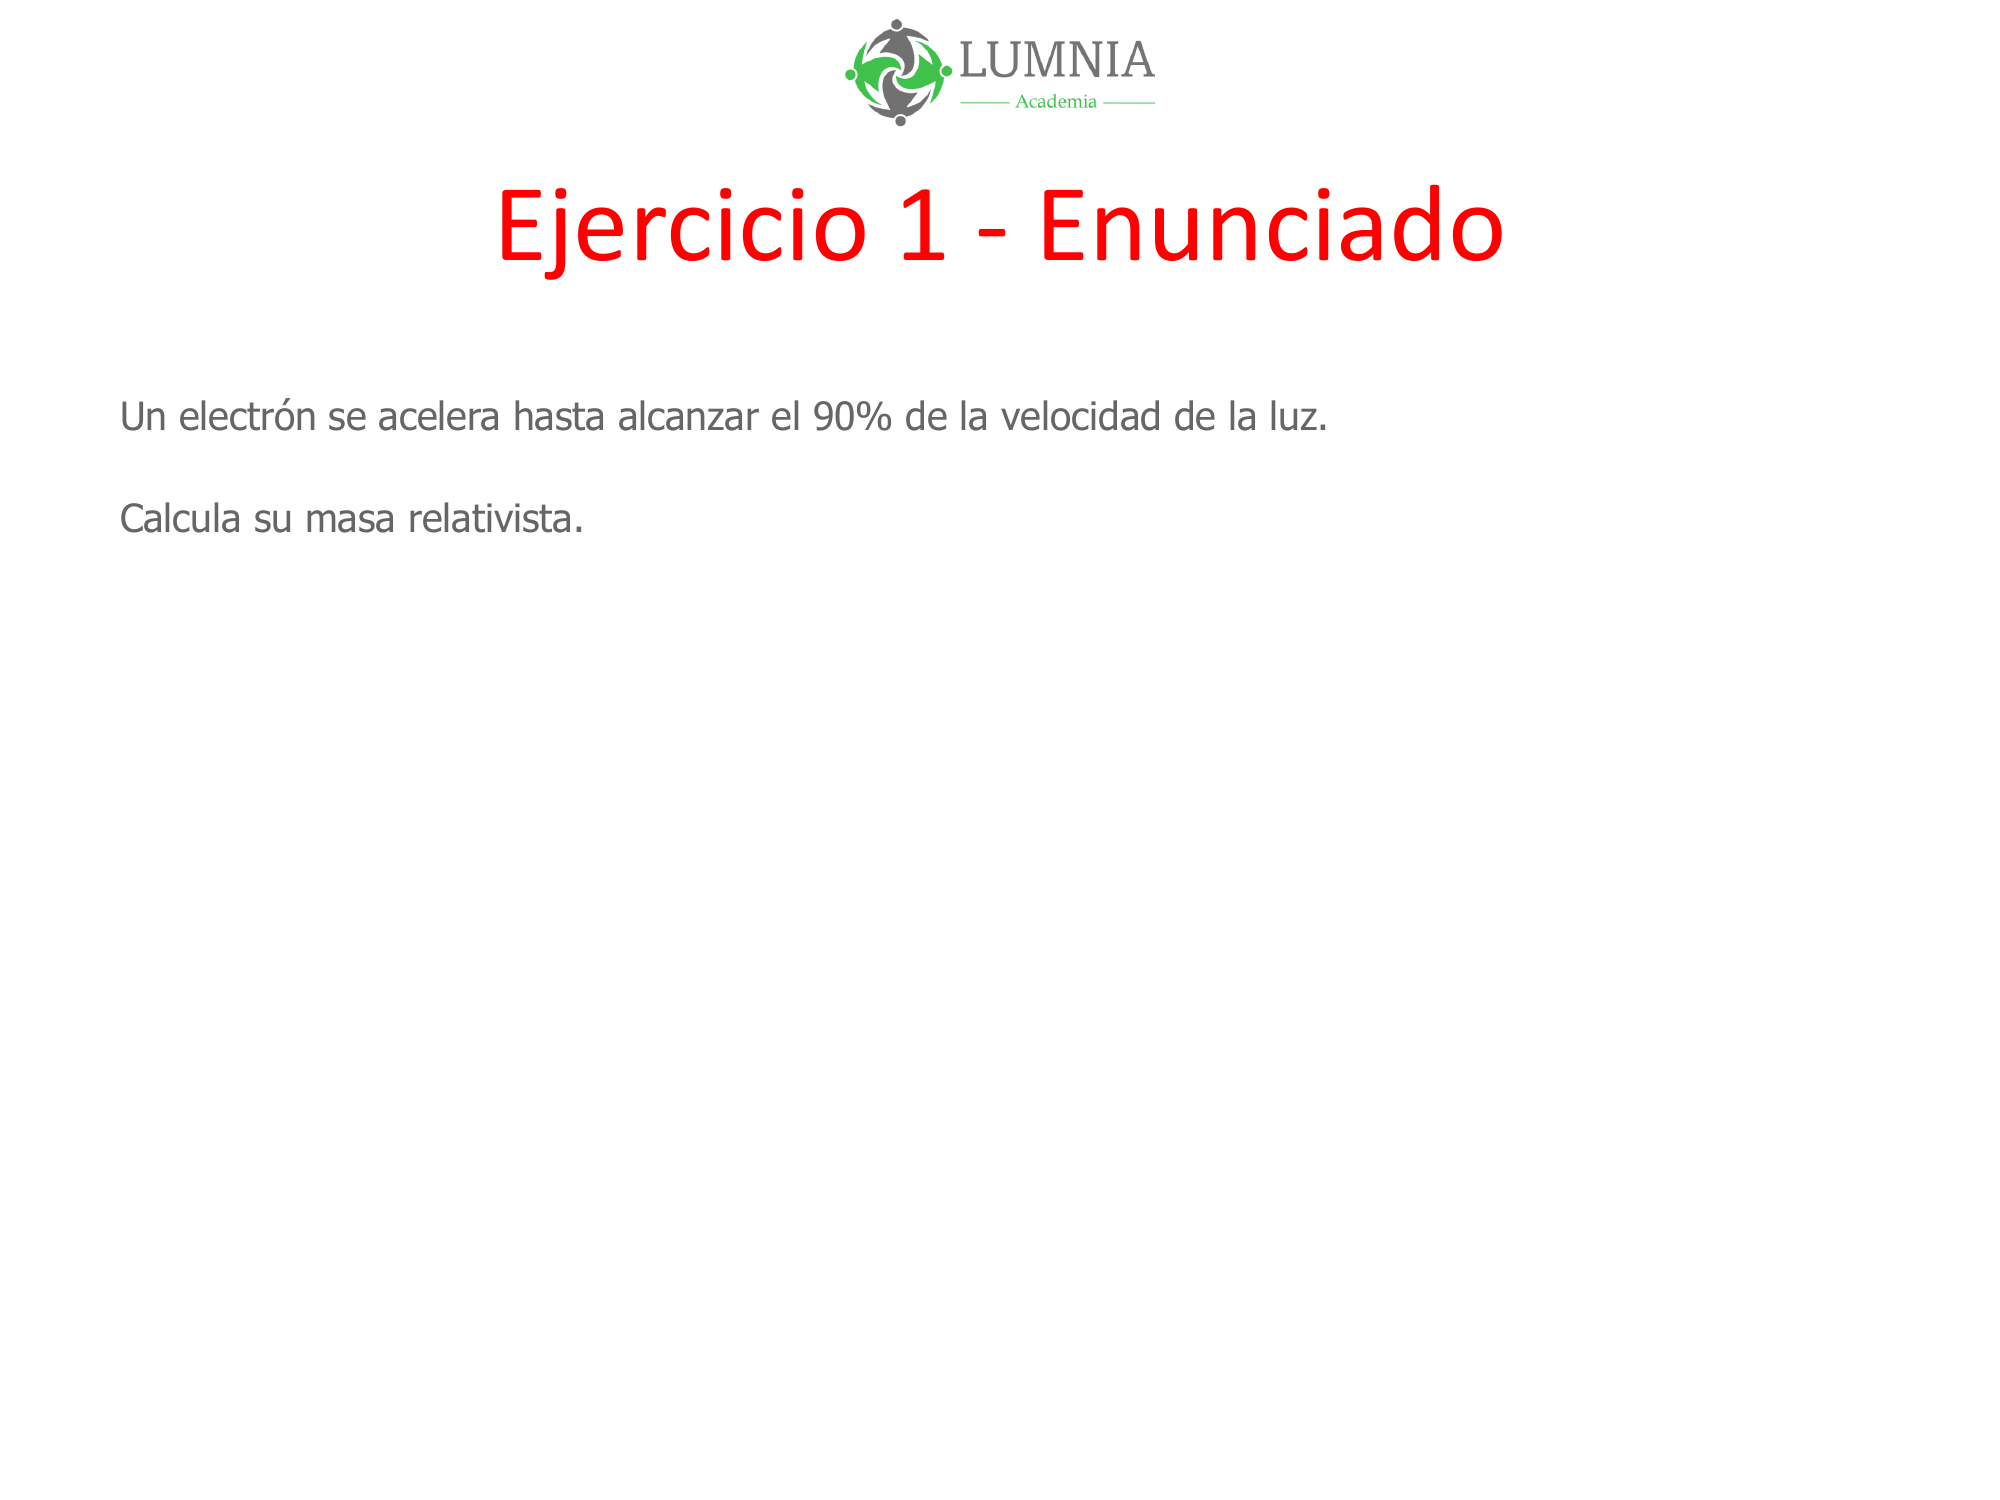 LUMNIA
Academia
Ejercicio 1 - Enunciado
Un electrón se acelera hasta alcanzar el 90% de la velocidad de la luz.
Calcula su masa relativista.